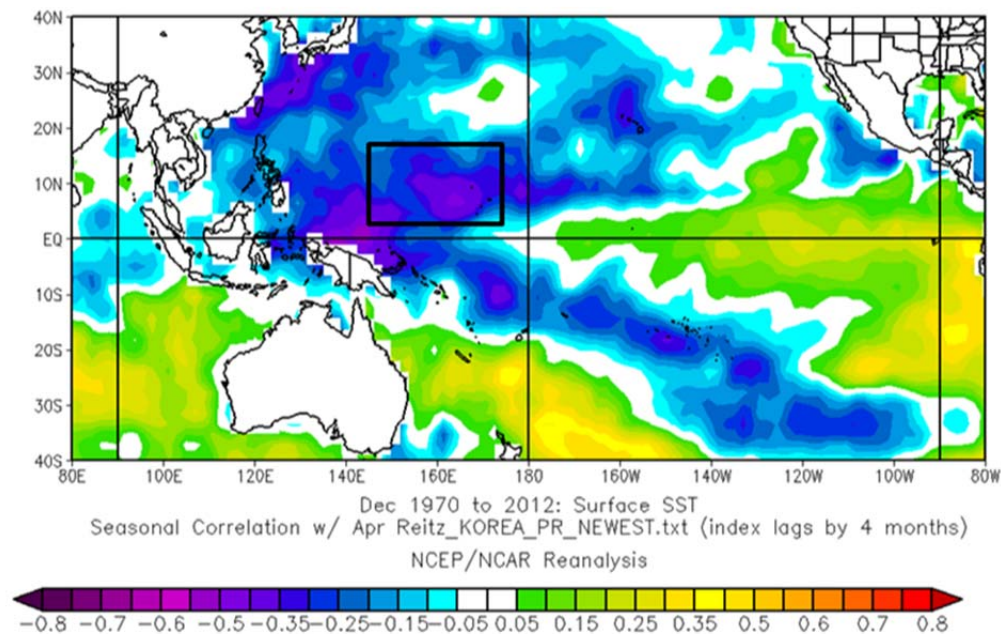 40N
30N
20N
10N
EQ
10S
20S
30S
40S
80E 100E 120E 140E 160E 180 160W 140W 120W 100W 80W
Dec 1970 to 2012: Surface SST
Seasonal Correlation w/ Apr Reitz_KOREA_PR_NEWEST.txt (index lags by 4 months)
NCEP/NCAR Reanalysis
-0.8 -0.7 -0.6 -0.5 -0.35 -0.25 -0.15 -0.05 0.05 0.15 0.25 0.35 0.45 0.5 0.6 0.7 0.8